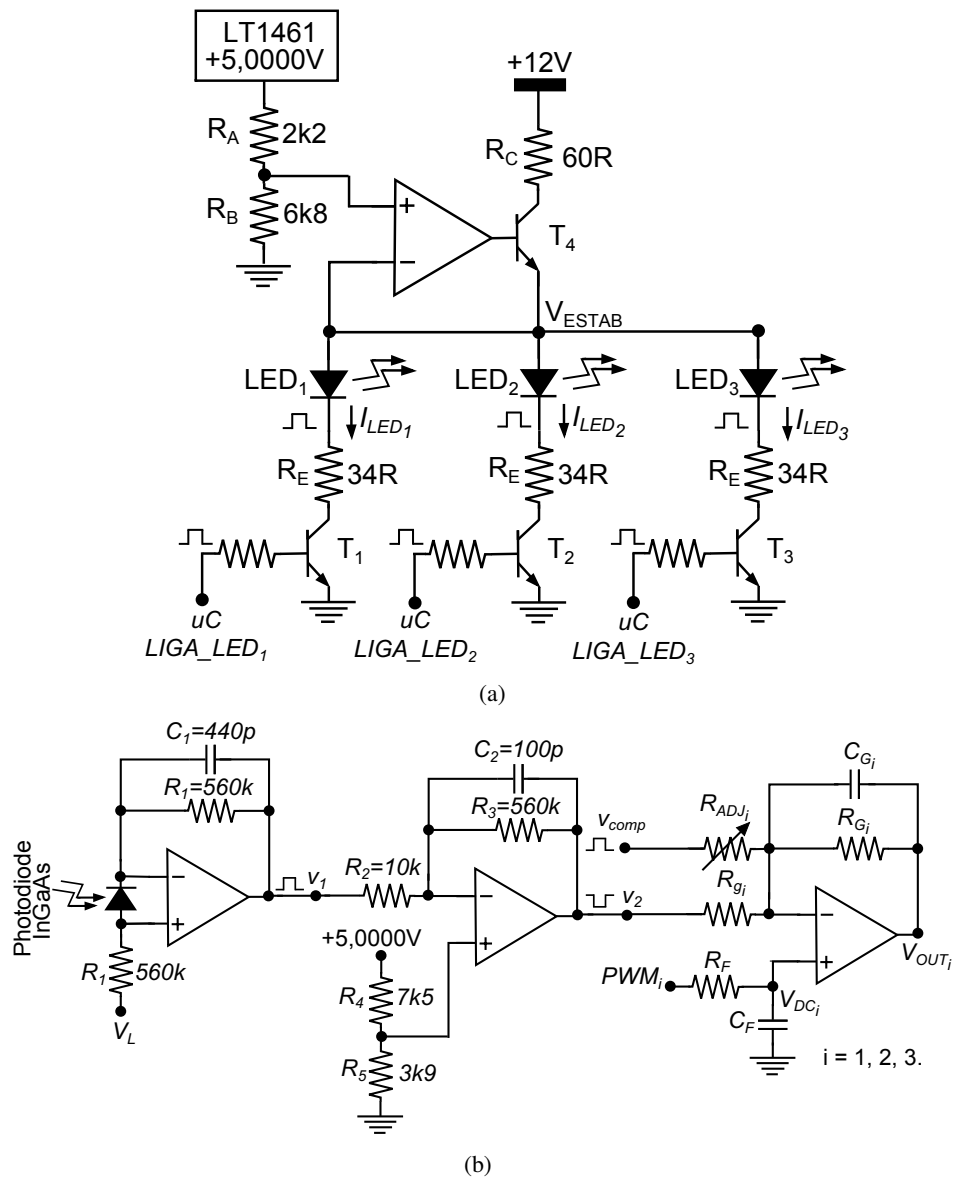 LT1461
+5,0000V
+12V
R_A 2k2
R_C 60R
R_B 6k8
+
−
T_4
V_ESTAB
LED_1 LED_2 LED_3
I_LED_1 I_LED_2 I_LED_3
R_E 34R R_E 34R R_E 34R
T_1 T_2 T_3
uC uC uC
LIGA_LED_1 LIGA_LED_2 LIGA_LED_3
(a)
C_1=440p
R_1=560k
C_2=100p
R_3=560k
C_Gi
R_Gi
v_comp R_ADJi
Photodiode
InGaAs
−
+
v_1
R_2=10k
−
+
v_2
R_gi
−
+
V_OUTi
R_1 560k
V_L
+5,0000V
R_4 7k5
R_5 3k9
PWM_i R_F
V_DCi
C_F
i = 1, 2, 3.
(b)